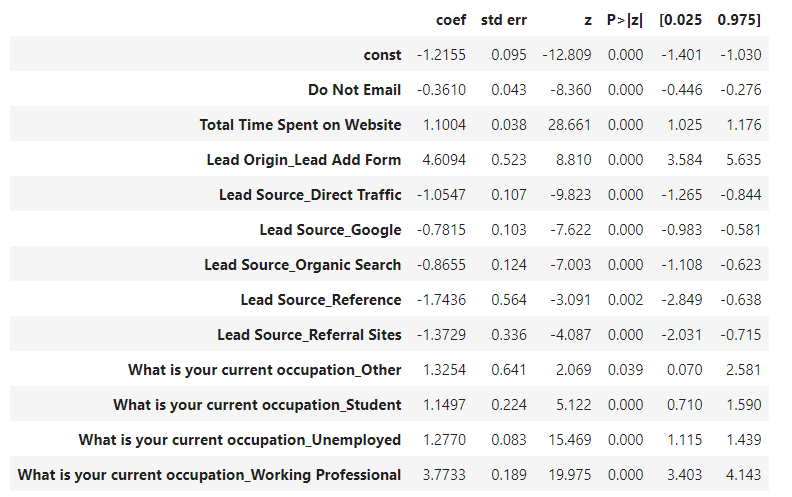 coef std err z P>|z| [0.025 0.975]
const -1.2155 0.095 -12.809 0.000 -1.401 -1.030
Do Not Email -0.3610 0.043 -8.360 0.000 -0.446 -0.276
Total Time Spent on Website 1.1004 0.038 28.661 0.000 1.025 1.176
Lead Origin_Lead Add Form 4.6094 0.523 8.810 0.000 3.584 5.635
Lead Source_Direct Traffic -1.0547 0.107 -9.823 0.000 -1.265 -0.844
Lead Source_Google -0.7815 0.103 -7.622 0.000 -0.983 -0.581
Lead Source_Organic Search -0.8655 0.124 -7.003 0.000 -1.108 -0.623
Lead Source_Reference -1.7436 0.564 -3.091 0.002 -2.849 -0.638
Lead Source_Referral Sites -1.3729 0.336 -4.087 0.000 -2.031 -0.715
What is your current occupation_Other 1.3254 0.641 2.069 0.039 0.070 2.581
What is your current occupation_Student 1.1497 0.224 5.122 0.000 0.710 1.590
What is your current occupation_Unemployed 1.2770 0.083 15.469 0.000 1.115 1.439
What is your current occupation_Working Professional 3.7733 0.189 19.975 0.000 3.403 4.143